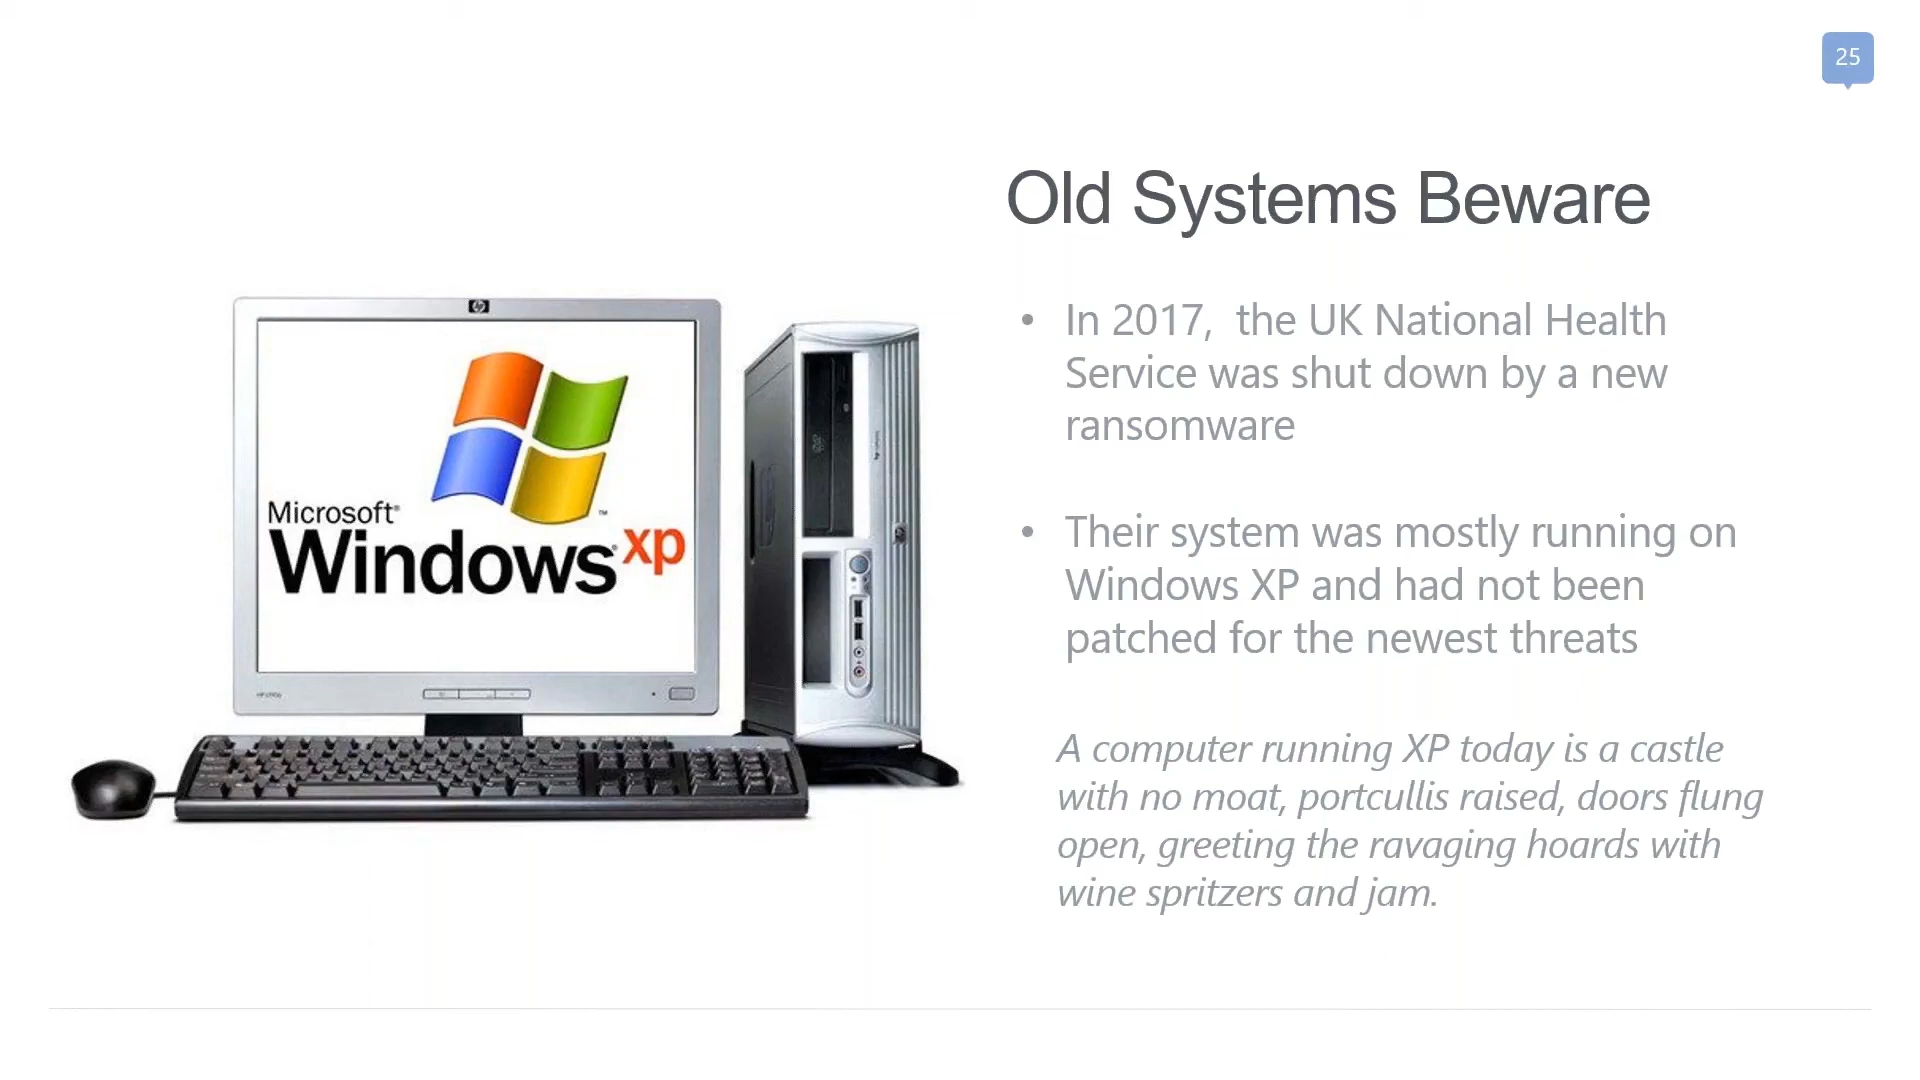 25
Old Systems Beware
• In 2017,  the UK National Health
Service was shut down by a new
ransomware
• Their system was mostly running on
Windows XP and had not been
patched for the newest threats
A computer running XP today is a castle
with no moat, portcullis raised, doors flung
open, greeting the ravaging hoards with
wine spritzers and jam.
hp
Microsoft®
Windows® xp
™